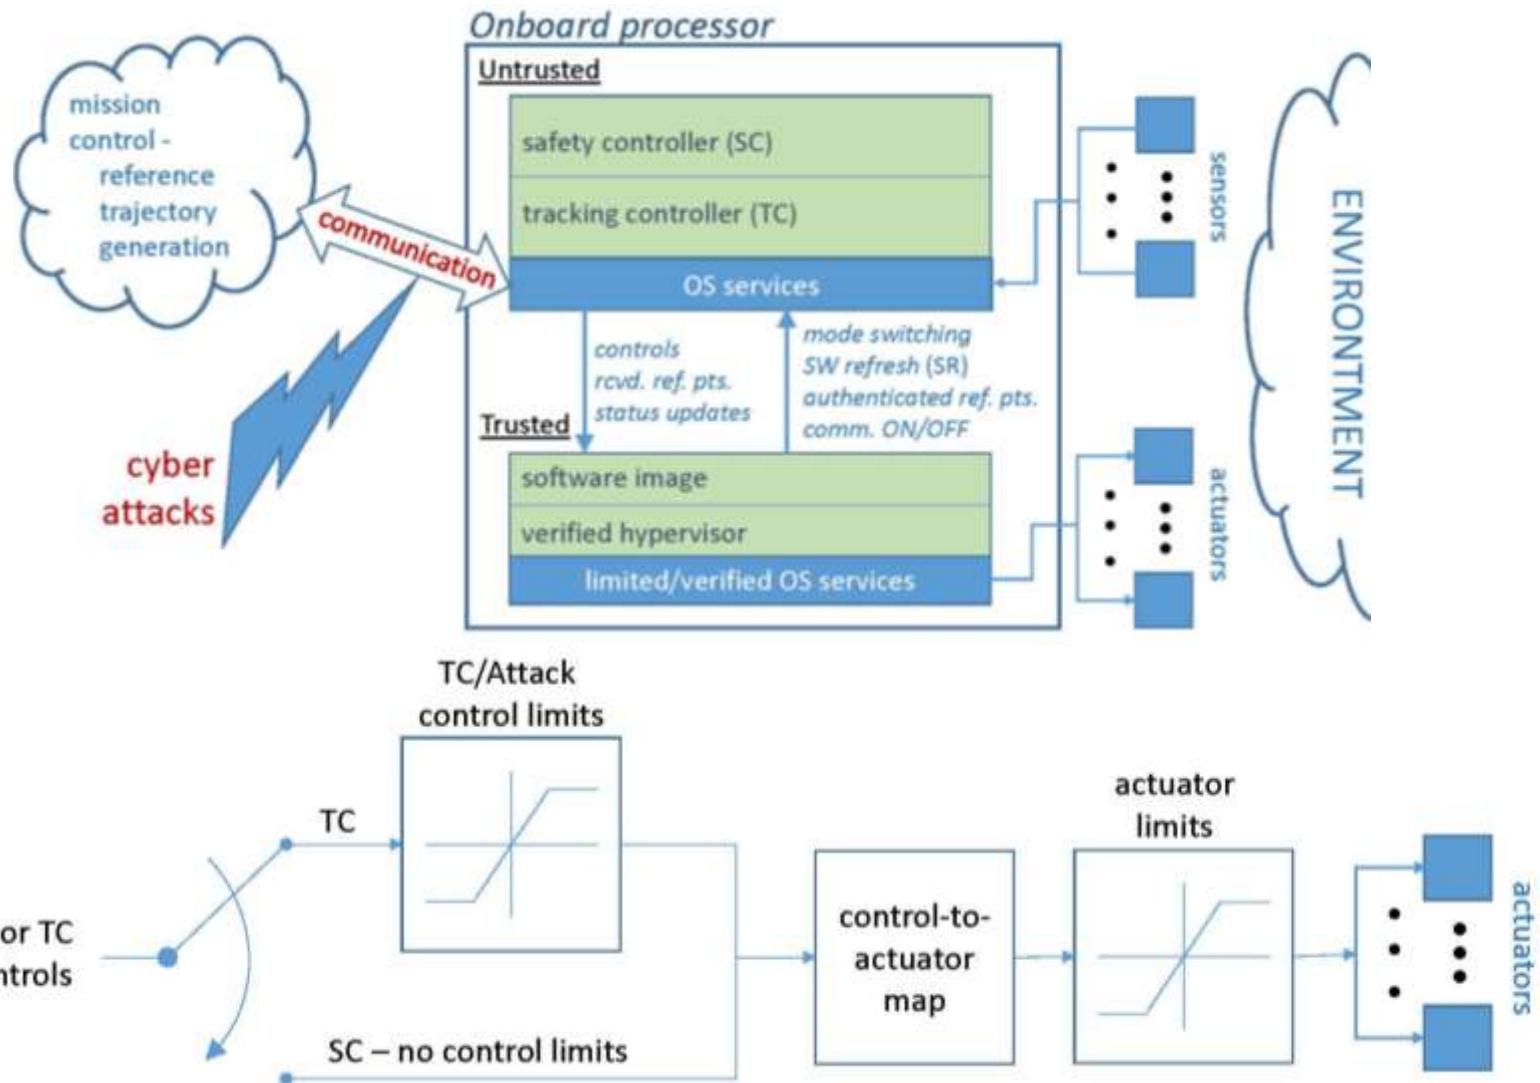 Onboard processor
Untrusted
mission
control -
reference
trajectory
generation
communication
safety controller (SC)
tracking controller (TC)
OS services
sensors
ENVIRONTMENT
controls
rcvd. ref. pts.
status updates
mode switching
SW refresh (SR)
authenticated ref. pts.
comm. ON/OFF
Trusted
cyber
attacks
software image
verified hypervisor
limited/verified OS services
actuators
TC/Attack
control limits
TC
actuator
limits
or TC
ntrols
control-to-
actuator
map
actuators
SC – no control limits